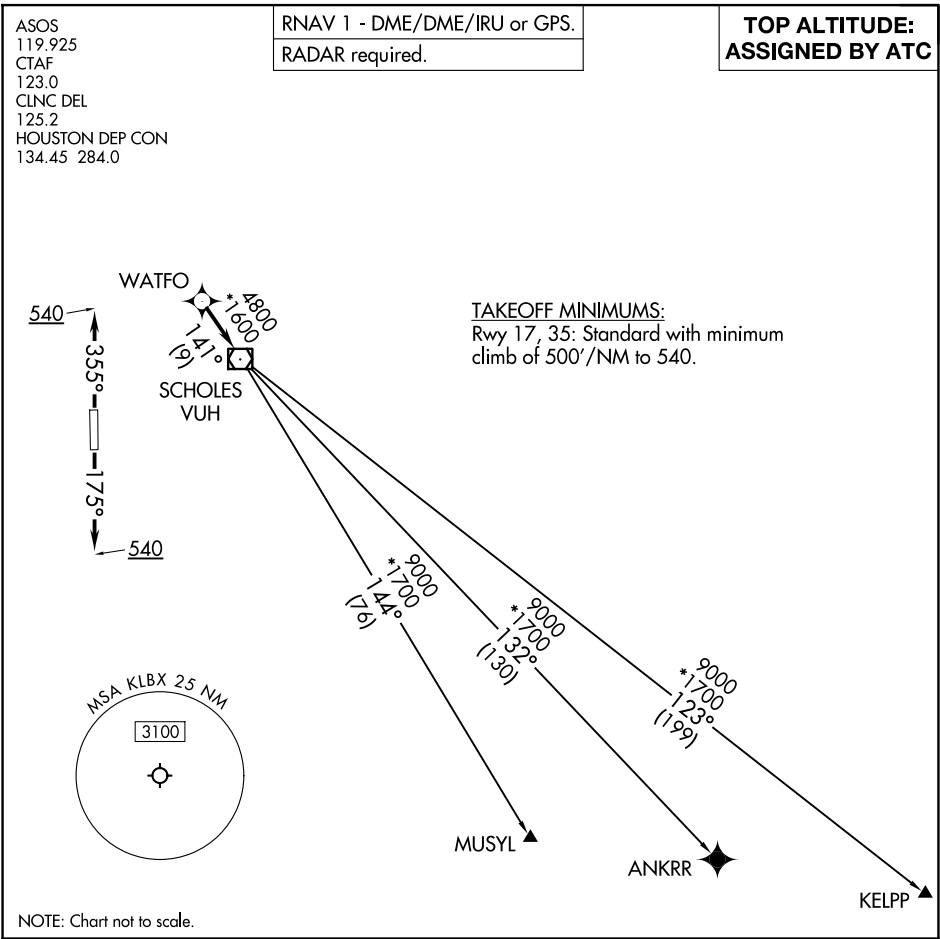 ASOS
119.925
CTAF
123.0
CLNC DEL
125.2
HOUSTON DEP CON
134.45 284.0
RNAV 1 - DME/DME/IRU or GPS.
RADAR required.
TOP ALTITUDE:
ASSIGNED BY ATC
WATFO
4800
*1600
141°
(9)
SCHOLES
VUH
540
355°
175°
540
TAKEOFF MINIMUMS:
Rwy 17, 35: Standard with minimum
climb of 500'/NM to 540.
9000
*1700
144°
(76)
9000
*1700
132°
(130)
9000
*1700
123°
(199)
MSA KLBX 25 NM
3100
MUSYL
ANKRR
KELPP
NOTE: Chart not to scale.